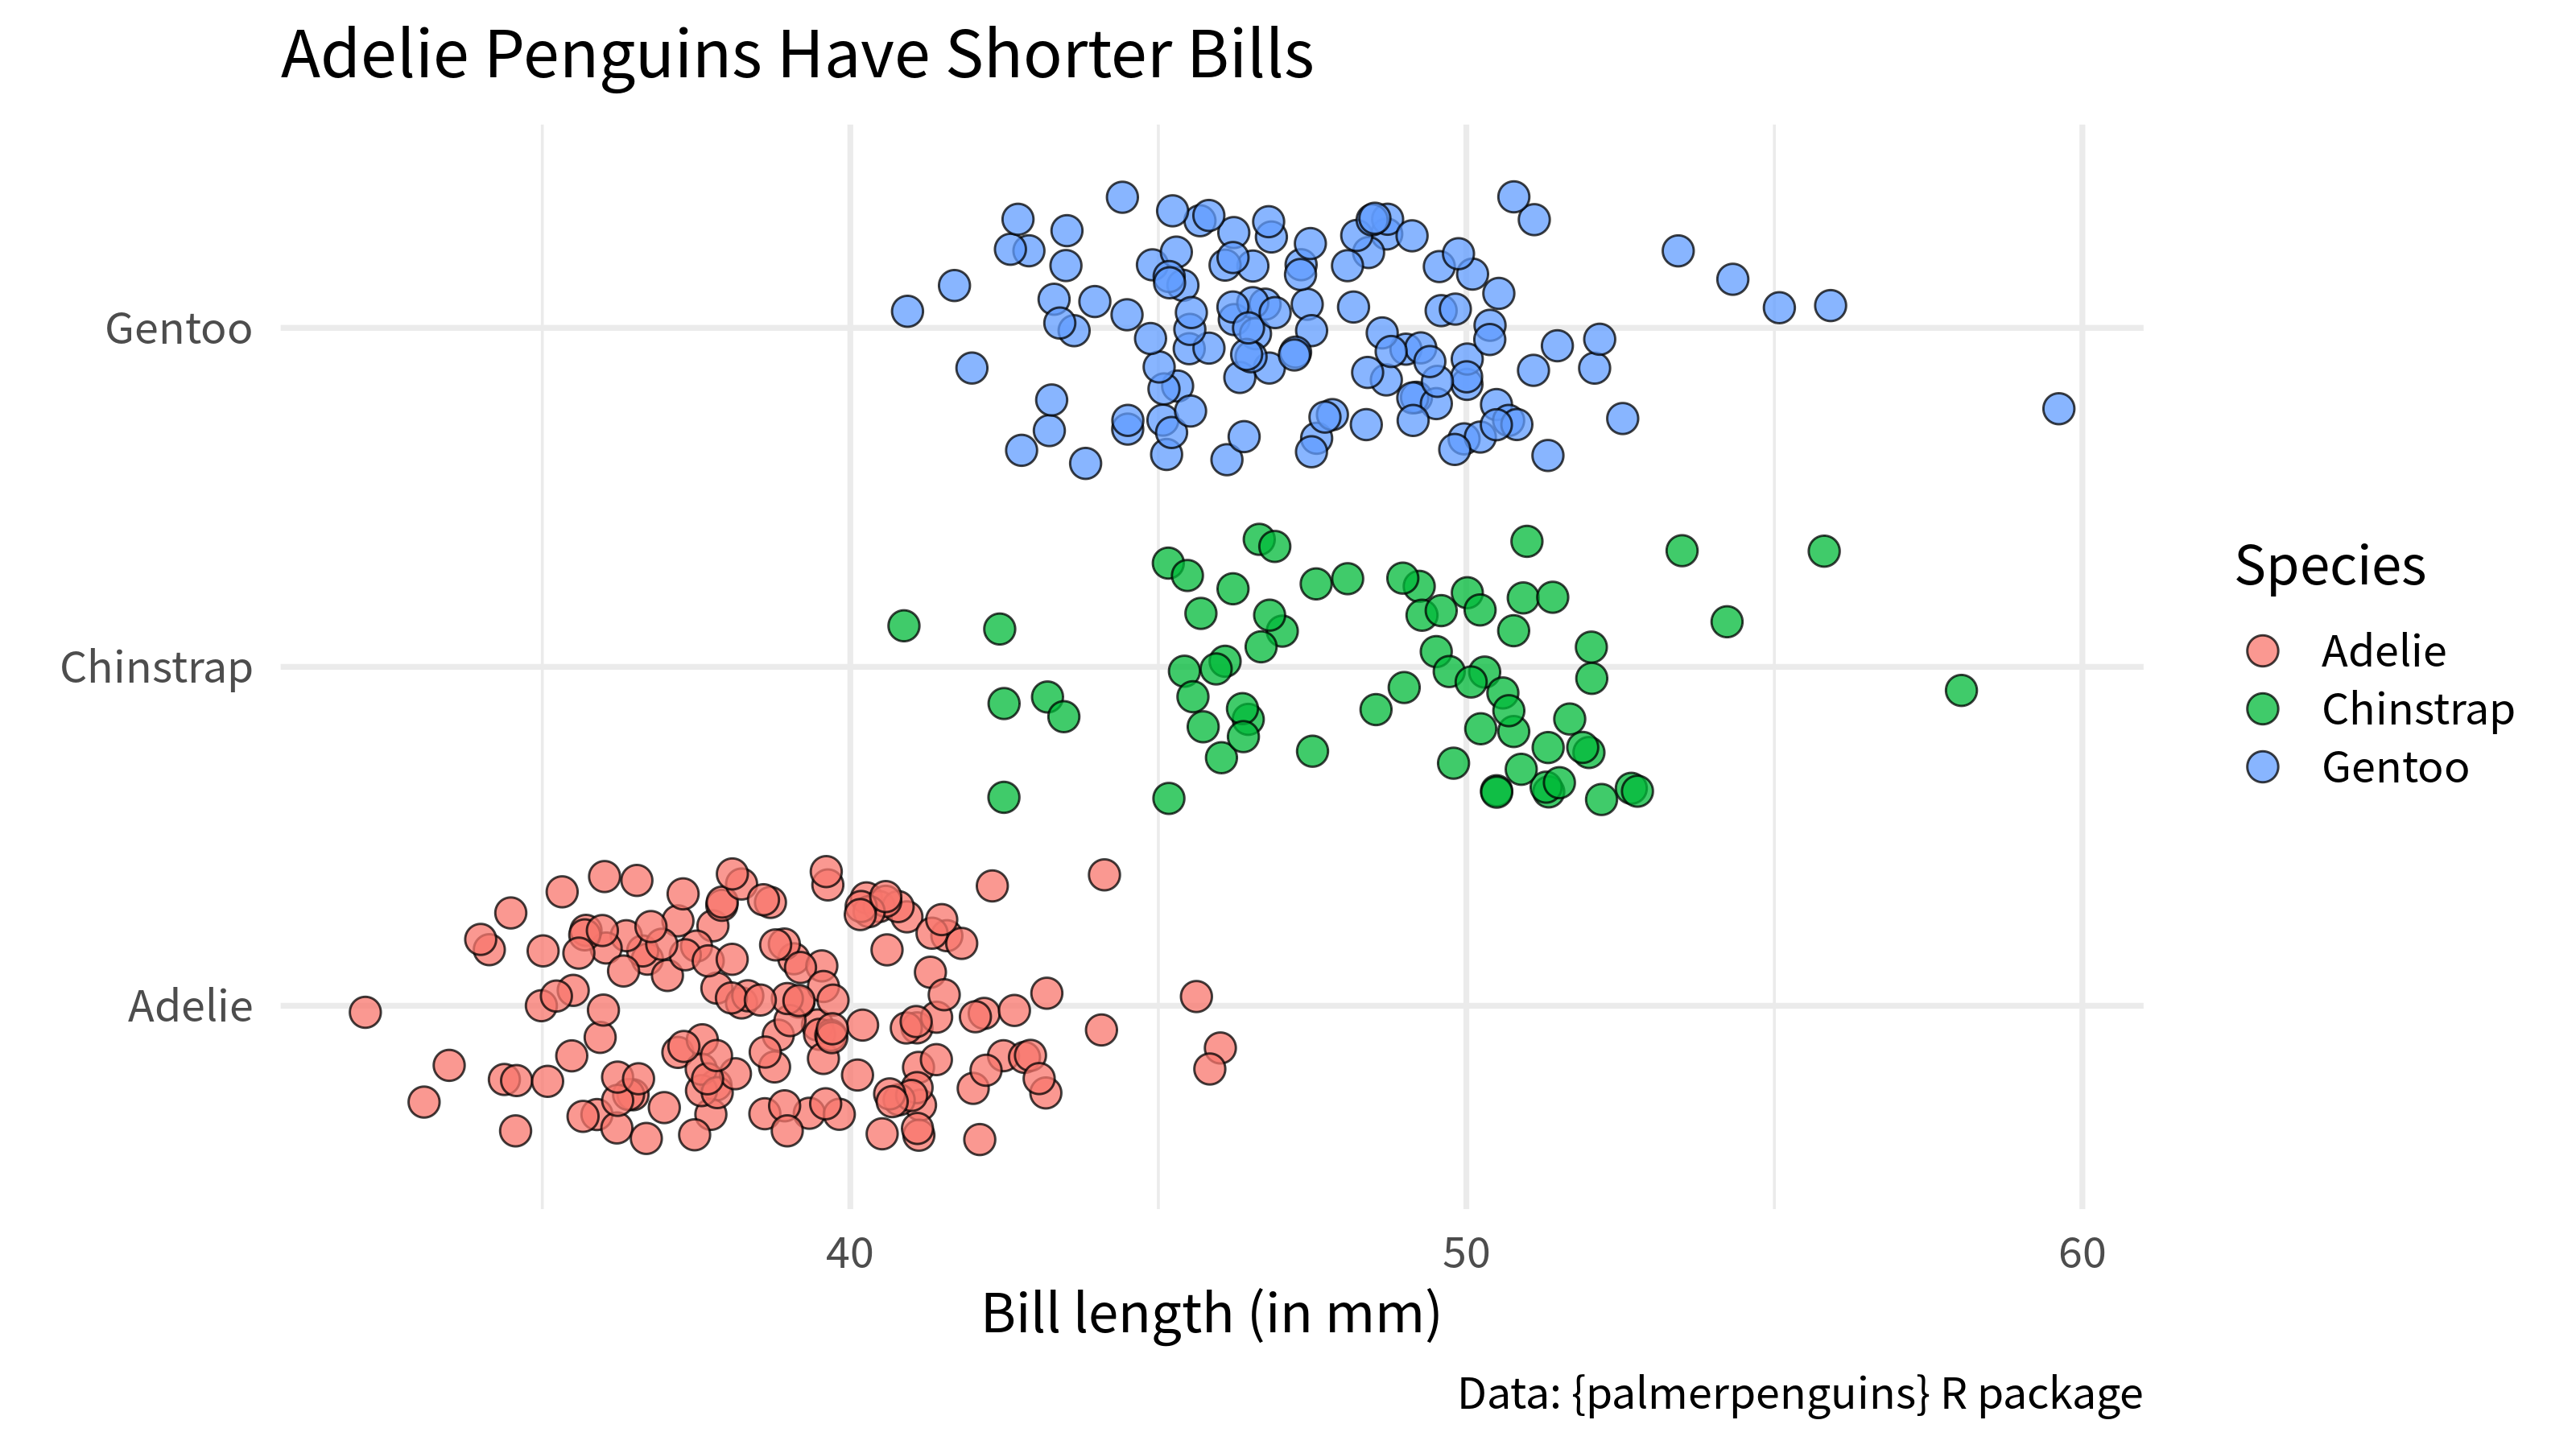 Adelie Penguins Have Shorter Bills
Gentoo
Chinstrap
Adelie
40
50
60
Bill length (in mm)
Species
Adelie
Chinstrap
Gentoo
Data: {palmerpenguins} R package